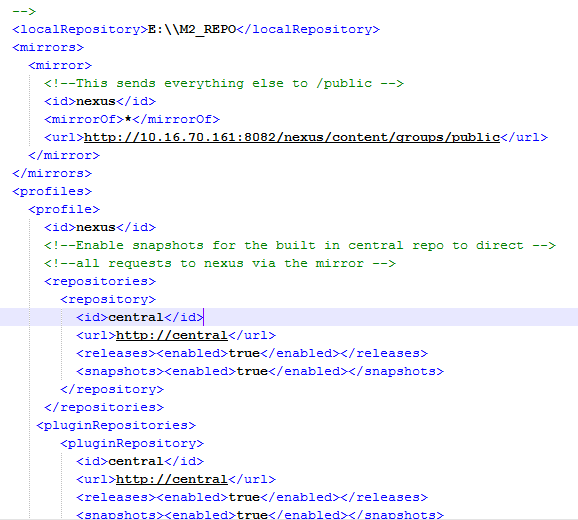 -->
<localRepository>E:\\M2_REPO</localRepository>
<mirrors>
<mirror>
<!--This sends everything else to /public -->
<id>nexus</id>
<mirrorOf>*</mirrorOf>
<url>http://10.16.70.161:8082/nexus/content/groups/public</url>
</mirror>
</mirrors>
<profiles>
<profile>
<id>nexus</id>
<!--Enable snapshots for the built in central repo to direct -->
<!--all requests to nexus via the mirror -->
<repositories>
<repository>
<id>central</id>
<url>http://central</url>
<releases><enabled>true</enabled></releases>
<snapshots><enabled>true</enabled></snapshots>
</repository>
</repositories>
<pluginRepositories>
<pluginRepository>
<id>central</id>
<url>http://central</url>
<releases><enabled>true</enabled></releases>
<snapshots><enabled>true</enabled></snapshots>